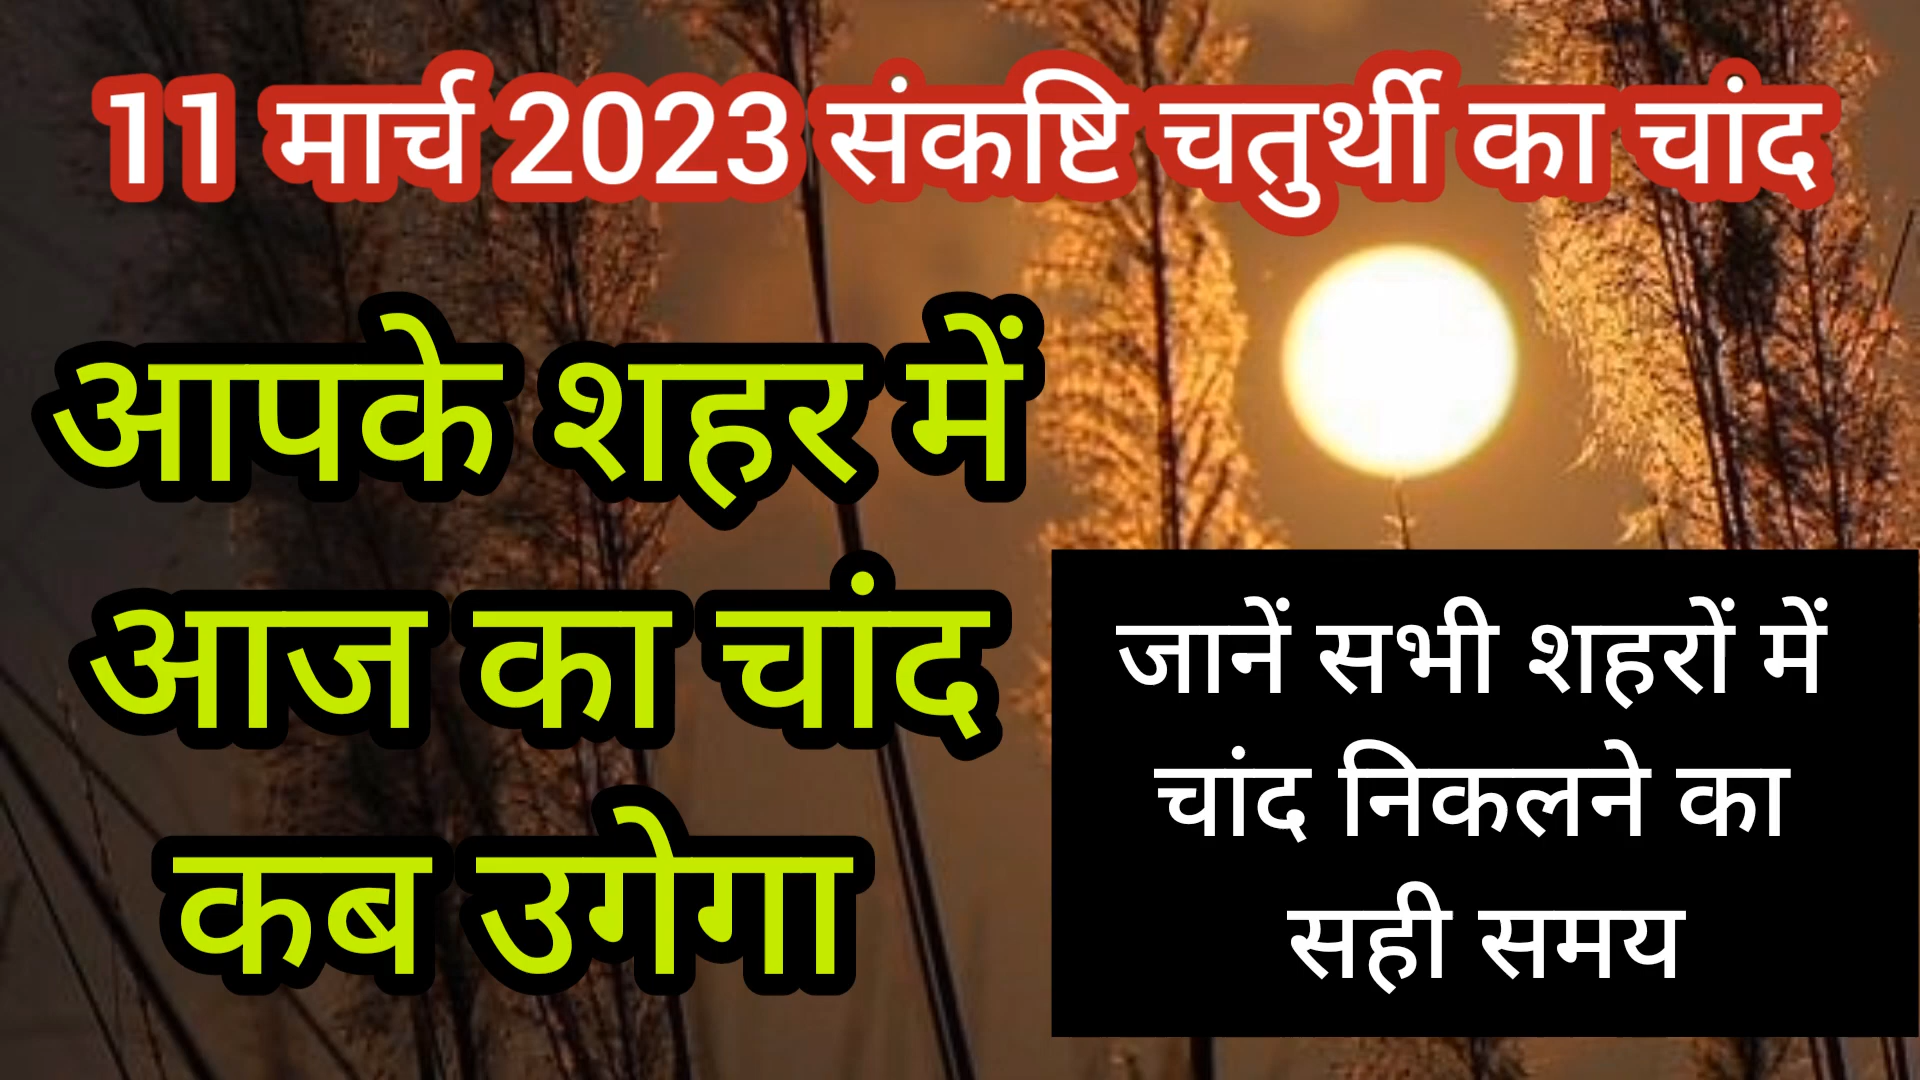 11 मार्च 2023 संकष्टि चतुर्थी का चांद
आपके शहर में
आज का चांद
कब उगेगा
जानें सभी शहरों में
चांद निकलने का
सही समय